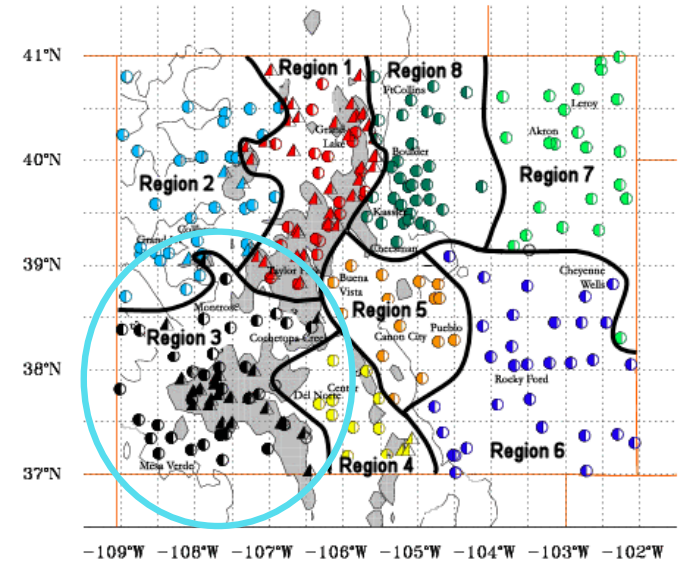 41°N
Region 1
Region 8
FtCollins
Leroy
Grand
Lake
Akron
Boulder
40°N
Region 2
Region 7
Kassler
Grand
Cheesman
39°N
Taylor
Buena
Vista
Cheyenne
Wells
Montrose
Region 5
Region 3
Cochetopa Creek
Pueblo
Canon City
38°N
Rocky Ford
Center
Del Norte
Region 6
Mesa Verde
Region 4
37°N
36°N
-109°W -108°W -107°W -106°W -105°W -104°W -103°W -102°W